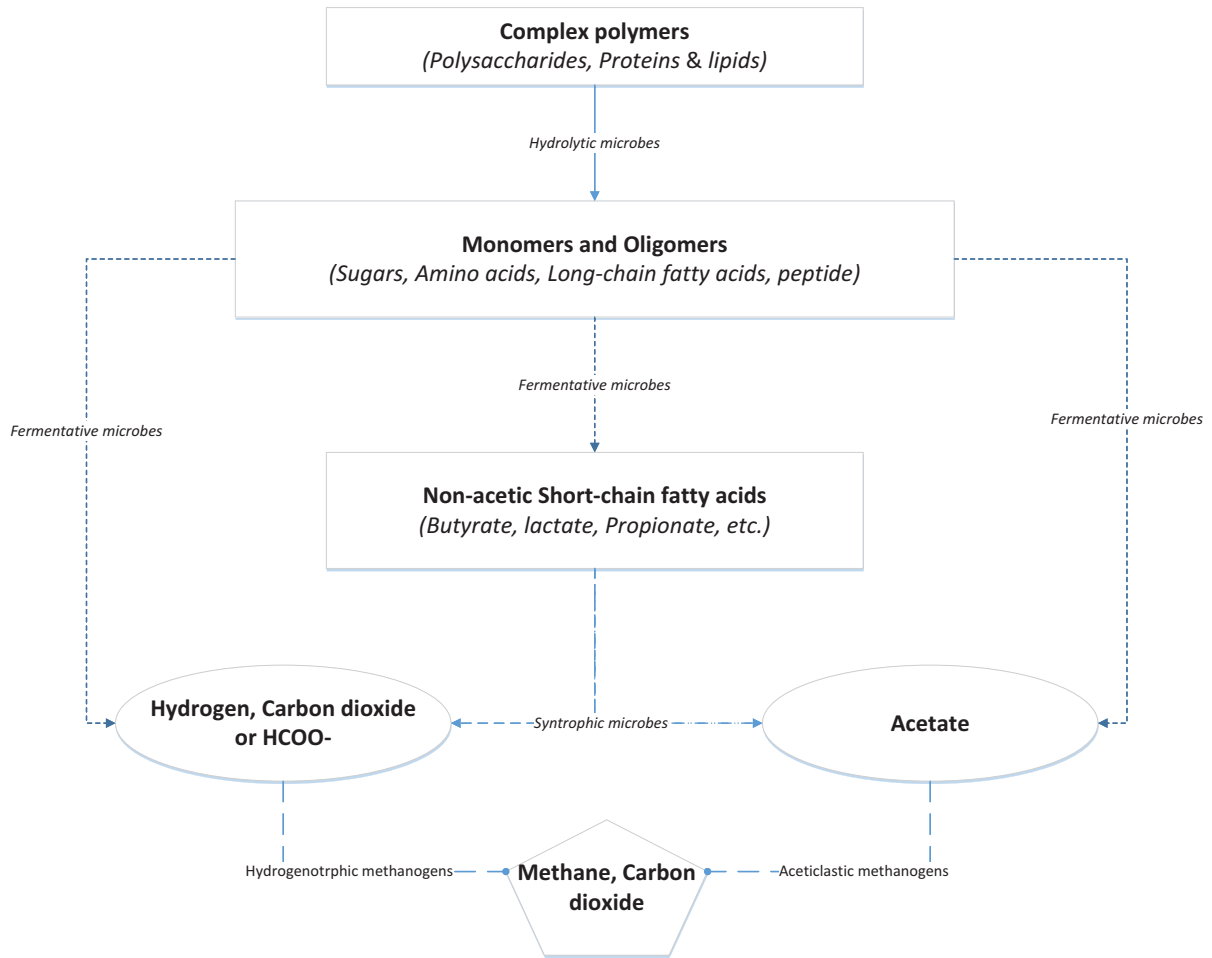 Complex polymers
(Polysaccharides, Proteins & lipids)
Hydrolytic microbes
Monomers and Oligomers
(Sugars, Amino acids, Long-chain fatty acids, peptide)
Fermentative microbes
Fermentative microbes
Fermentative microbes
Non-acetic Short-chain fatty acids
(Butyrate, lactate, Propionate, etc.)
Hydrogen, Carbon dioxide
or HCOO-
Syntrophic microbes
Acetate
Hydrogenotrphic methanogens
Methane, Carbon
dioxide
Aceticlastic methanogens